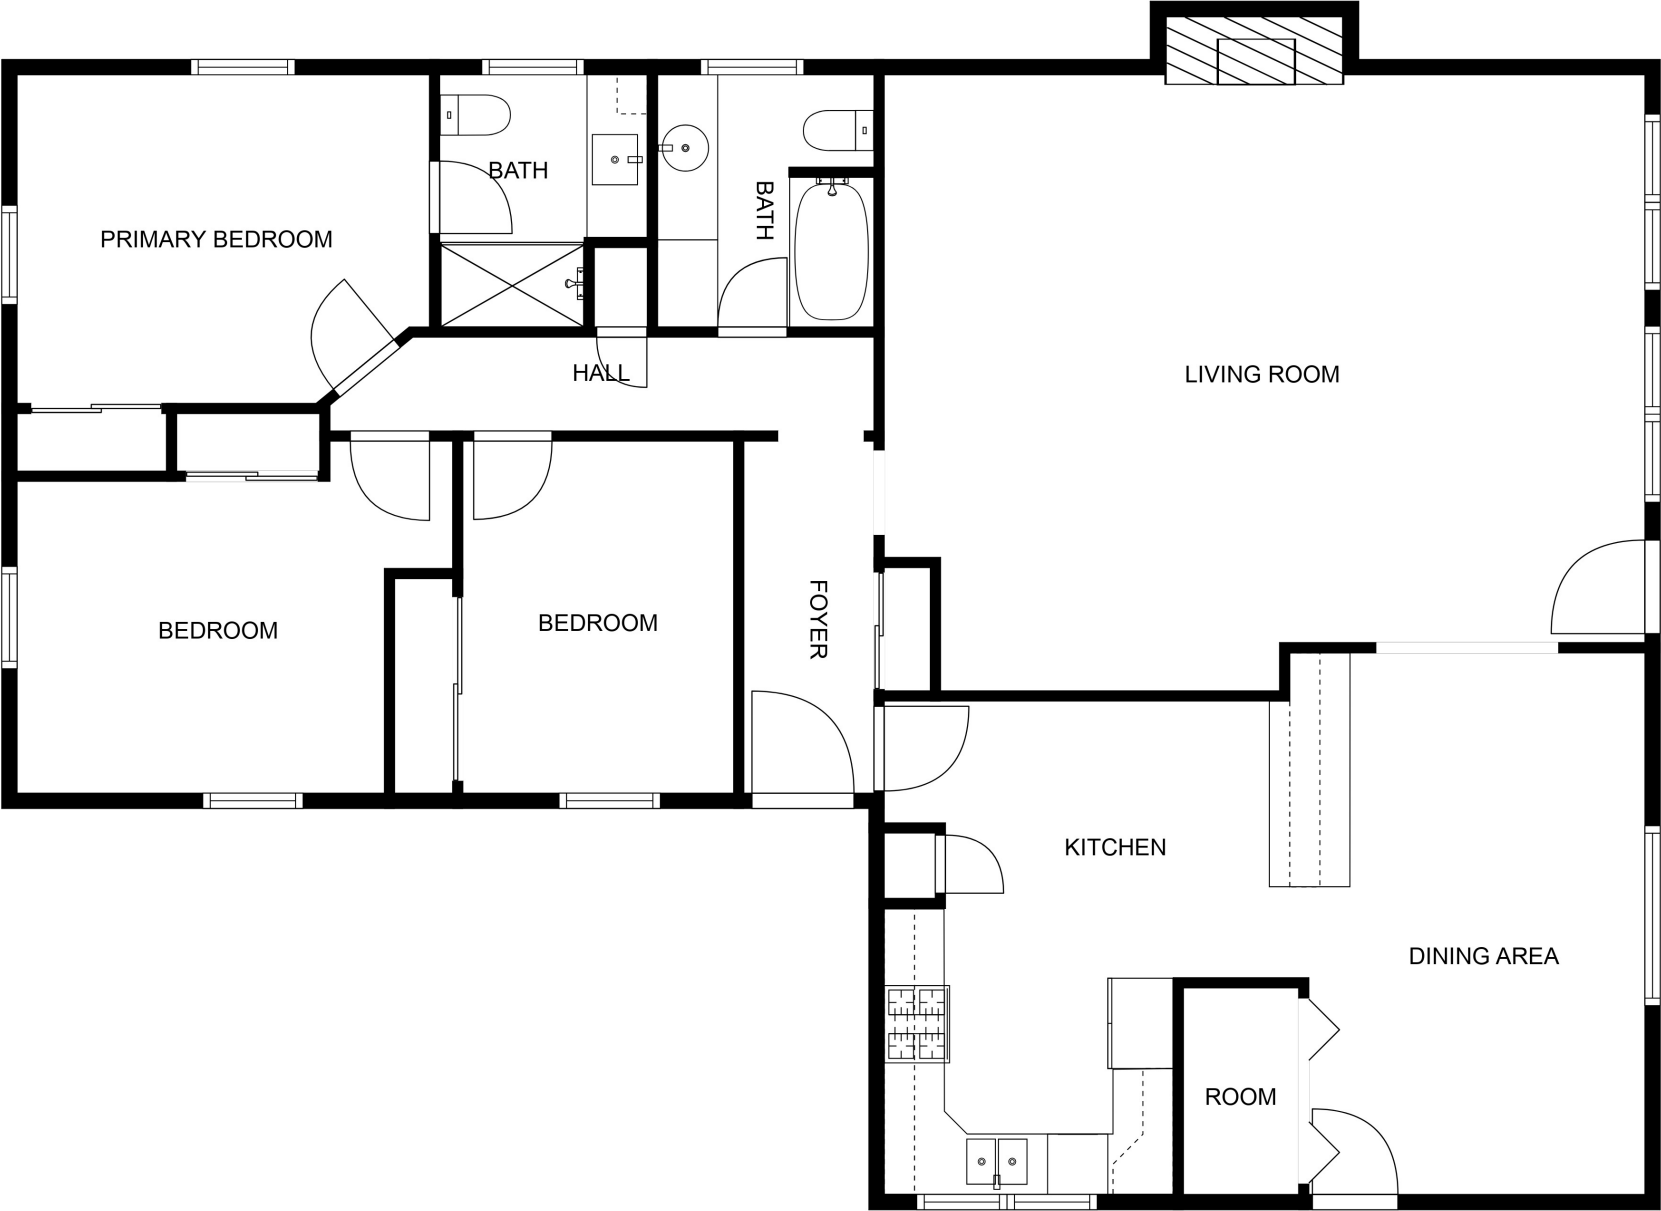 BATH
BATH
PRIMARY BEDROOM
HALL
LIVING ROOM
BEDROOM
BEDROOM
FOYER
KITCHEN
DINING AREA
ROOM